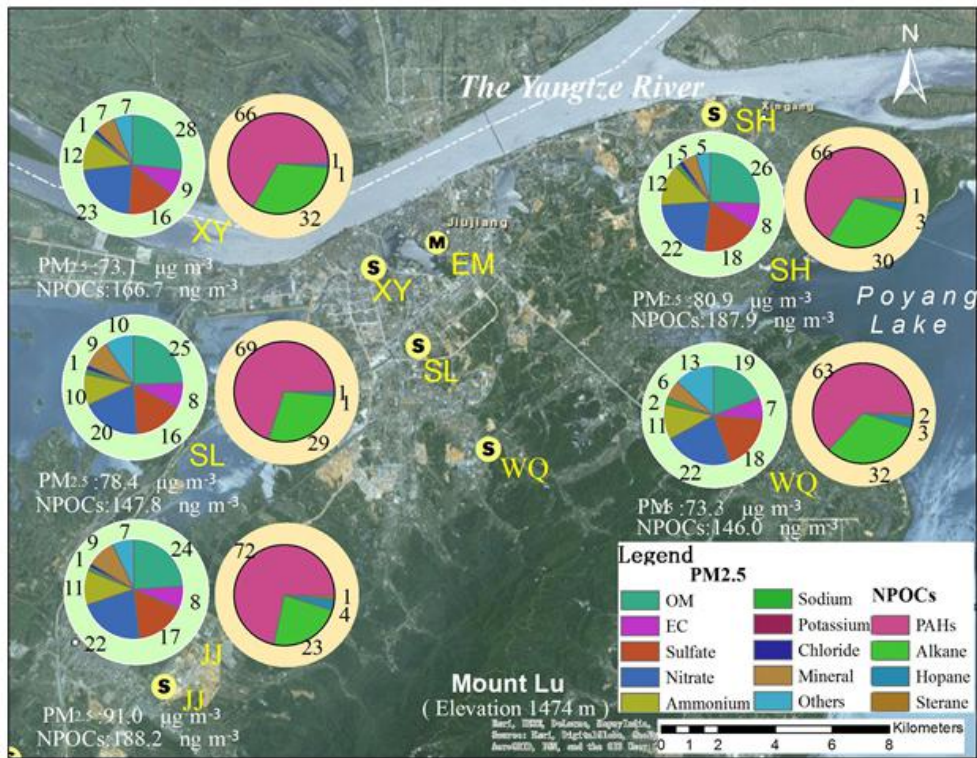 N
The Yangtze River
Xingang
SH
Jiujiang
M
EM
S
XY
S
SL
S
WQ
S
JJ
S
Poyang
Lake
Mount Lu
( Elevation 1474 m )
1 7 7 28
12 9
23 16
66 1
1
32
XY
PM2.5:73.1 μg m-3
NPOCs:166.7 ng m-3
10 25
9
1 8
10
20 16
69 1
1
29
SL
PM2.5:78.4 μg m-3
NPOCs:147.8 ng m-3
9 7 24
1
11 8
22 17
72 1
4
23
JJ
PM2.5:91.0 μg m-3
NPOCs:188.2 ng m-3
1 5 5 26
12 8
22 18
66 1
3
30
SH
PM2.5:80.9 μg m-3
NPOCs:187.9 ng m-3
13 19
6
2 7
11
22 18
63 2
3
32
WQ
:73.3 μg m-3
NPOCs:146.0 ng m-3
Legend
PM2.5 NPOCs
OM Sodium
EC Potassium PAHs
Sulfate Chloride Alkane
Nitrate Mineral Hopane
Ammonium Others Sterane
Kilometers
0 1 2 4 6 8